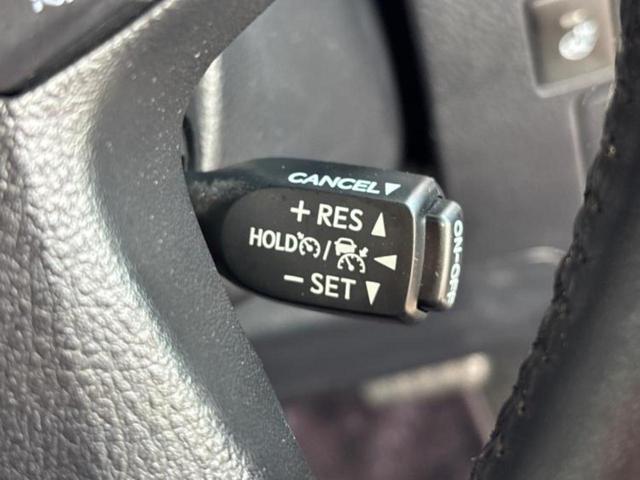 CANCEL▼
+ RES ▲
HOLD / ◀
− SET ▼
ON-OFF